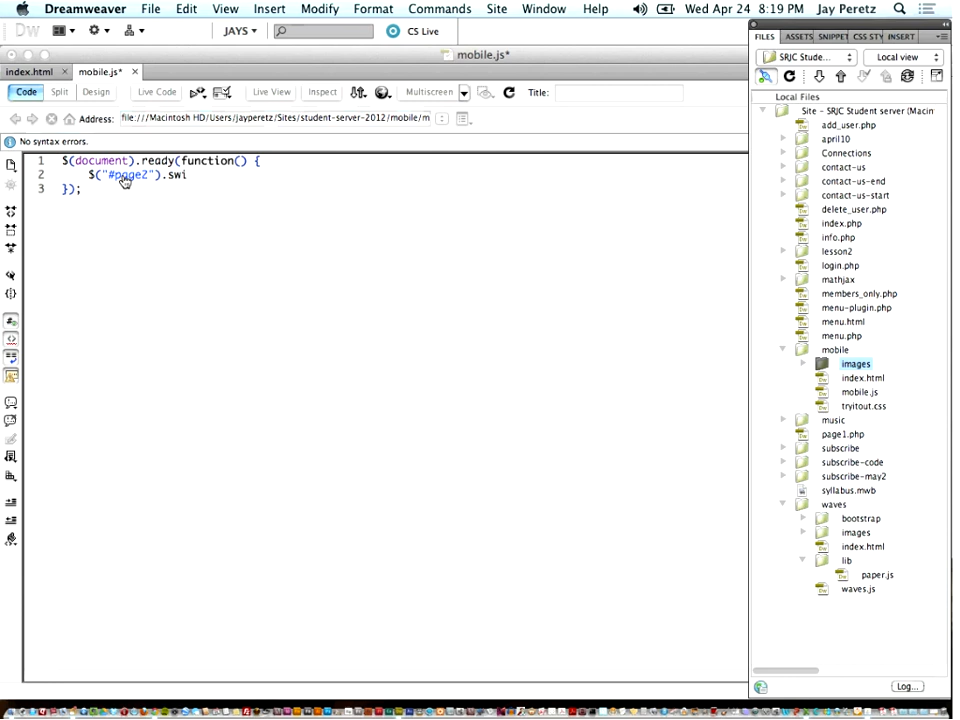 Dreamweaver File Edit View Insert Modify Format Commands Site Window Help Wed Apr 24 8:19 PM Jay Peretz
Dw JAYS CS Live
mobile.js*
index.html mobile.js*
Code Split Design Live Code Live View Inspect Multiscreen Title:
Address: file:///Macintosh HD/Users/jayperetz/Sites/student-server-2012/mobile/m
No syntax errors.
1 $(document).ready(function() {
2 $("#page2").swi
3 });
FILES ASSETS SNIPPET CSS STY INSERT
SRJC Stude... Local view
Local Files
Site - SRJC Student server (Macin
add_user.php
april10
Connections
contact-us
contact-us-end
contact-us-start
delete_user.php
index.php
info.php
lesson2
login.php
mathjax
members_only.php
menu-plugin.php
menu.html
menu.php
mobile
images
index.html
mobile.js
tryitout.css
music
page1.php
subscribe
subscribe-code
subscribe-may2
syllabus.mwb
waves
bootstrap
images
index.html
lib
paper.js
waves.js
Log...